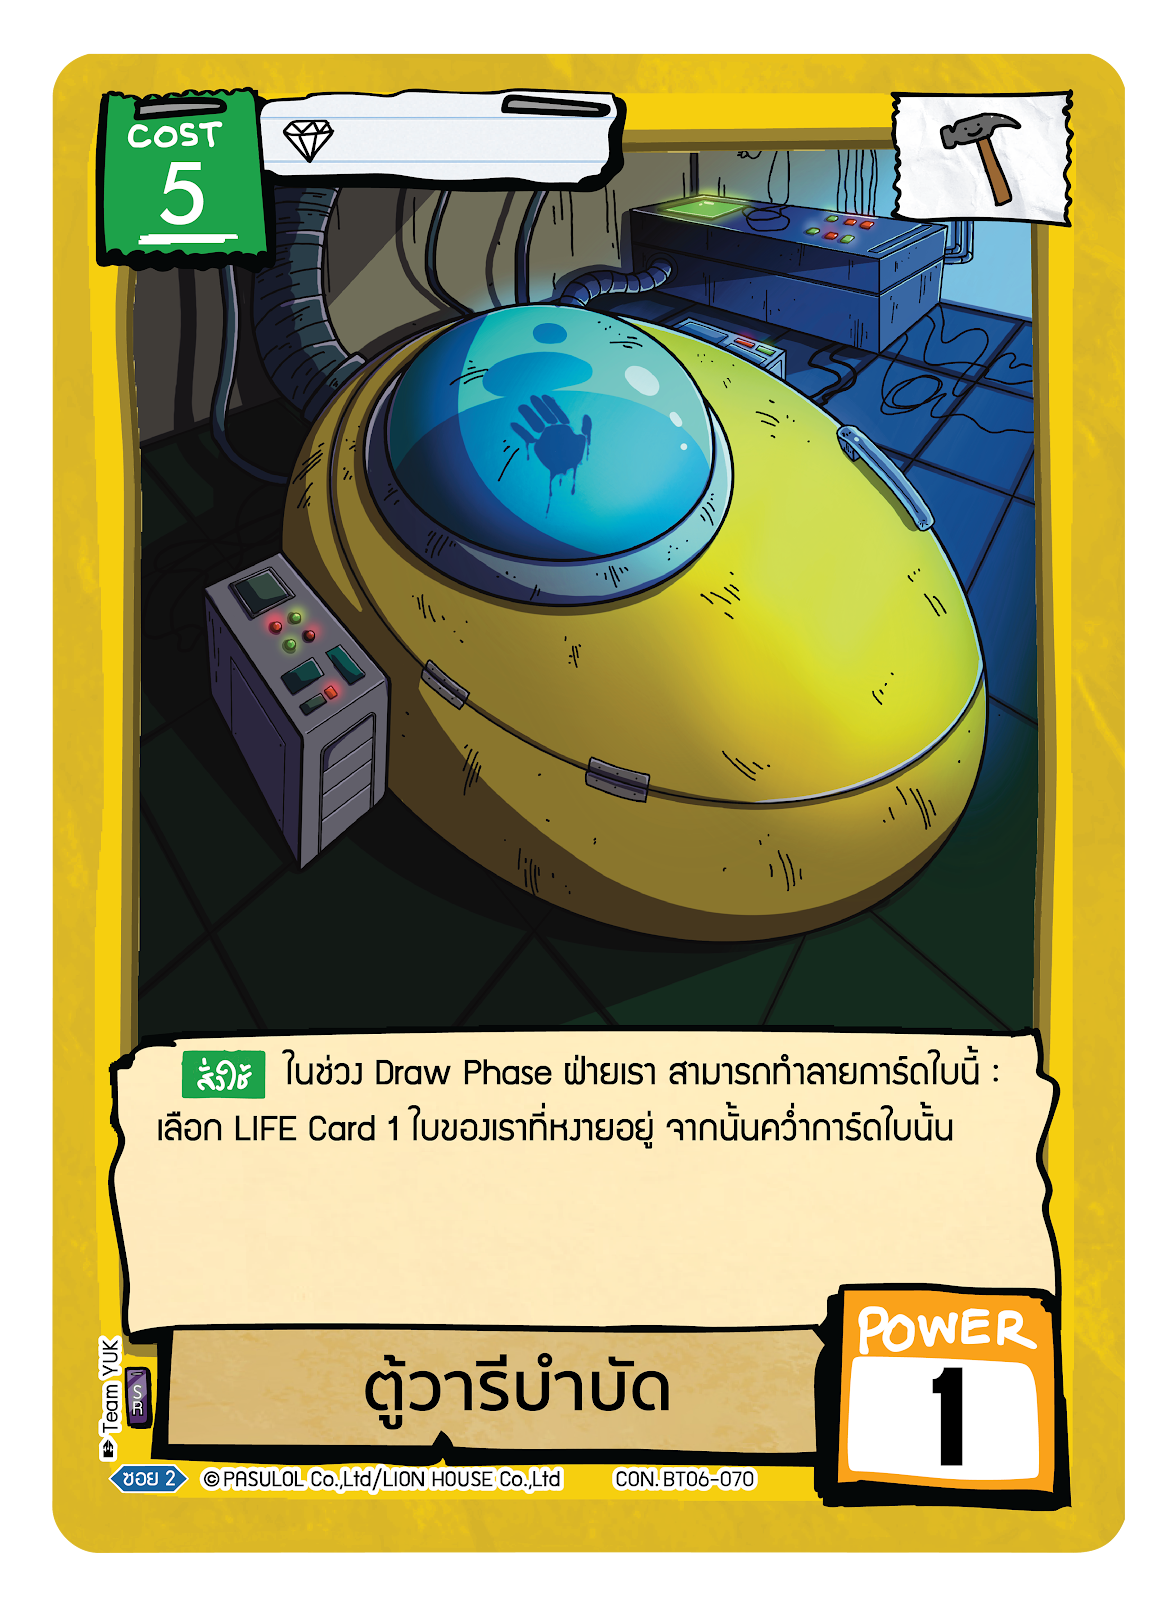 COST
5
สั่งใช้ ในช่วง Draw Phase ฝ่ายเรา สามารถทำลายการ์ดใบนี้ :
เลือก LIFE Card 1 ใบของเราที่หงายอยู่ จากนั้นคว่ำการ์ดใบนั้น
POWER
1
ตู้วารีบำบัด
Team YUK
SR
ซอย 2
© PASULOL Co.,Ltd/LION HOUSE Co.,Ltd
CON. BT06-070